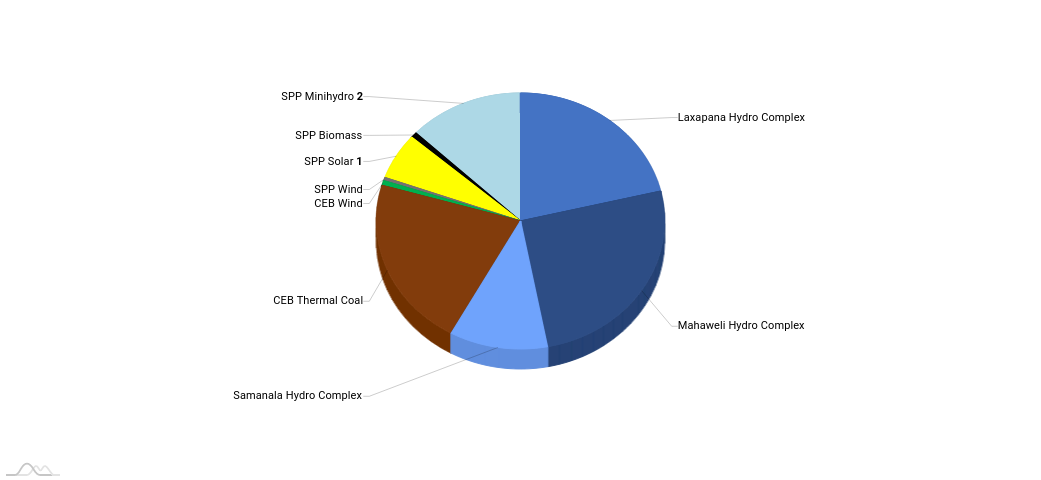 SPP Minihydro 2
Laxapana Hydro Complex
SPP Biomass
SPP Solar 1
SPP Wind
CEB Wind
CEB Thermal Coal
Mahaweli Hydro Complex
Samanala Hydro Complex